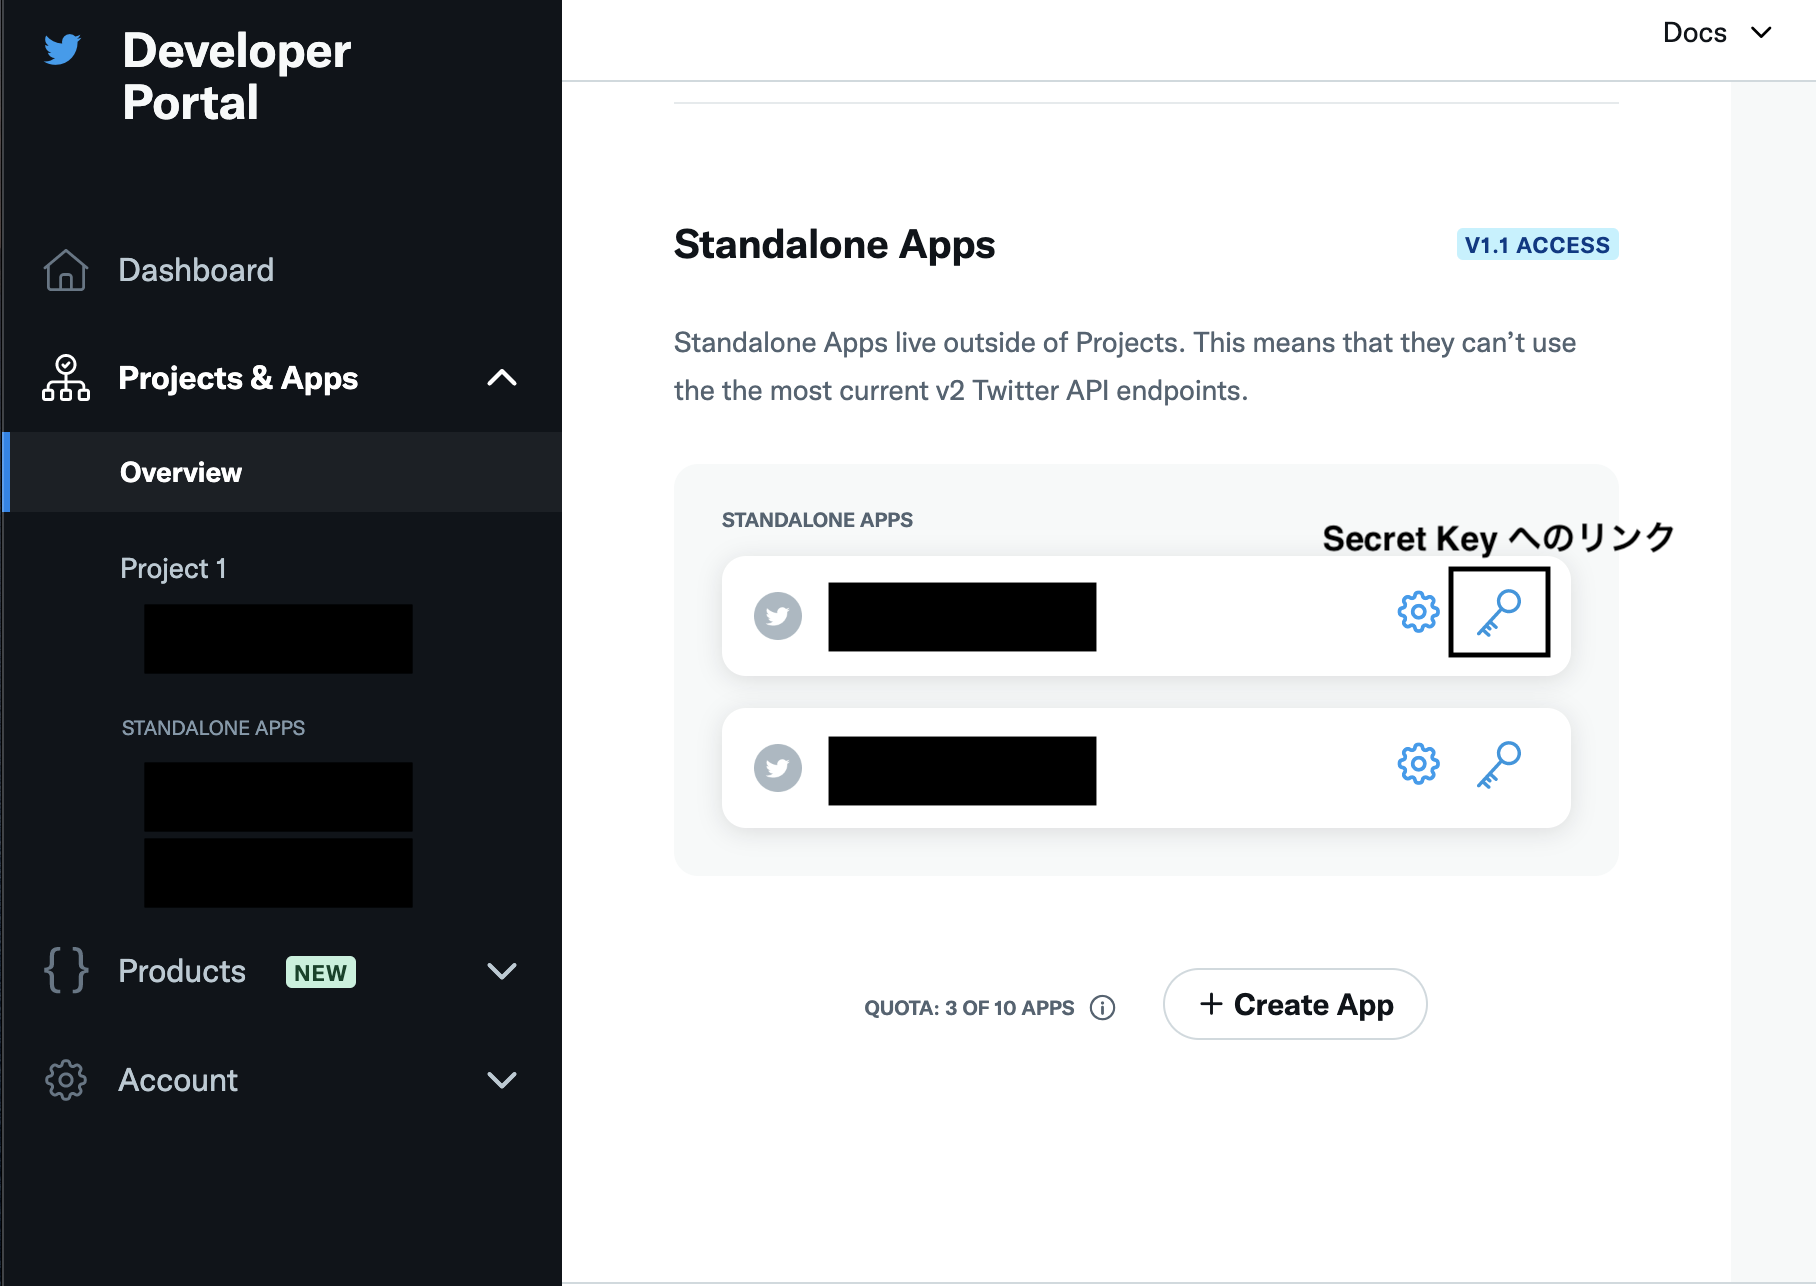 Developer
Portal
Docs
Dashboard
Projects & Apps
Overview
Project 1
STANDALONE APPS
Products NEW
Account
Standalone Apps
V1.1 ACCESS
Standalone Apps live outside of Projects. This means that they can’t use
the the most current v2 Twitter API endpoints.
STANDALONE APPS
Secret Key へのリンク
QUOTA: 3 OF 10 APPS
+ Create App